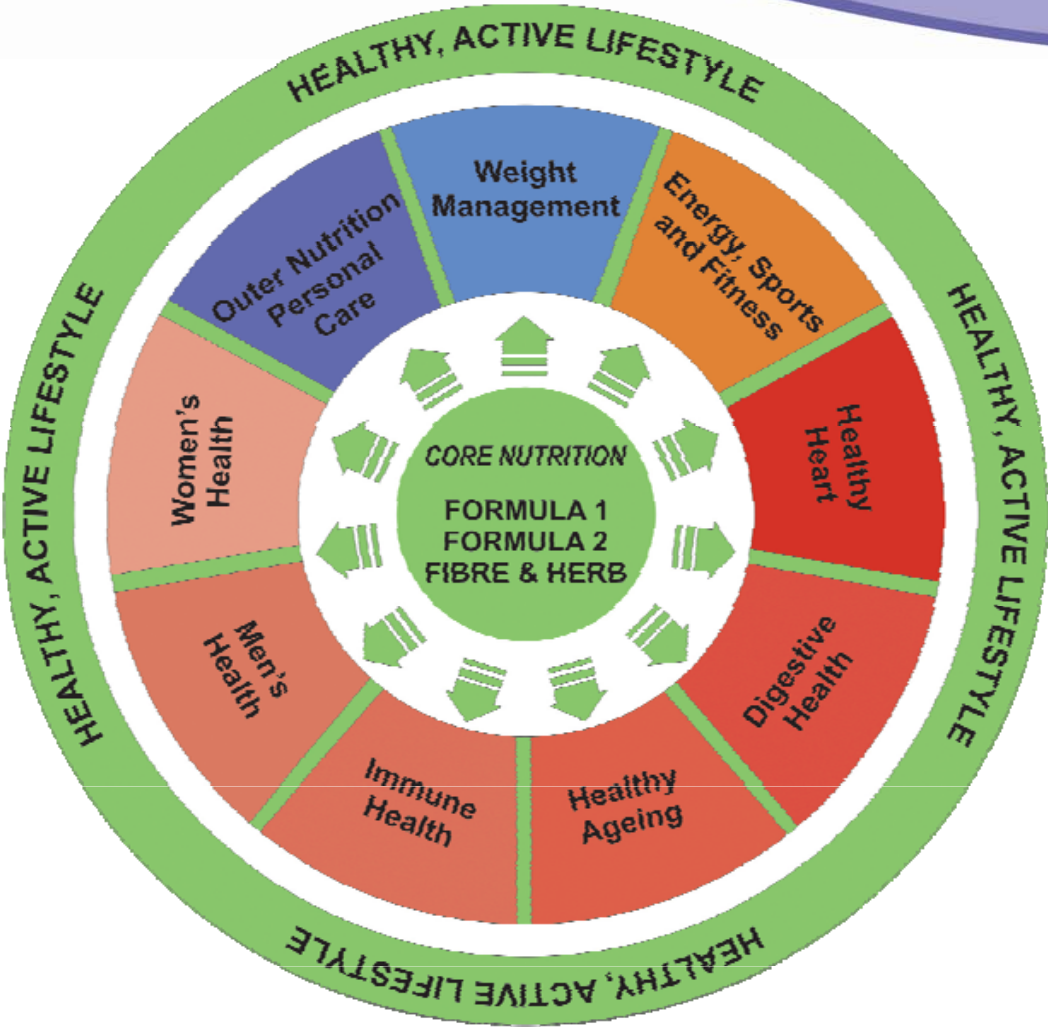 HEALTHY, ACTIVE LIFESTYLE
HEALTHY, ACTIVE LIFESTYLE
HEALTHY, ACTIVE LIFESTYLE
HEALTHY, ACTIVE LIFESTYLE
Weight
Management
Energy, Sports
and Fitness
Healthy
Heart
Digestive
Health
Healthy
Ageing
Immune
Health
Men's
Health
Women's
Health
Outer Nutrition
Personal
Care
CORE NUTRITION
FORMULA 1
FORMULA 2
FIBRE & HERB